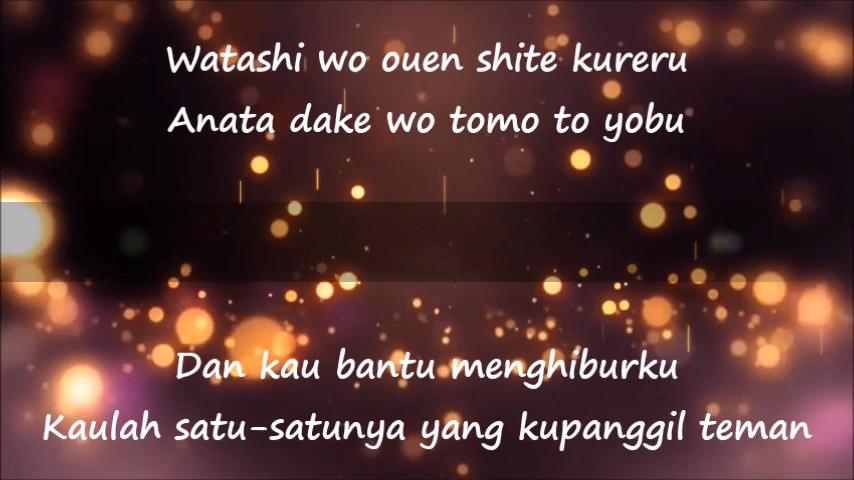 Watashi wo ouen shite kureru
Anata dake wo tomo to yobu
Dan kau bantu menghiburku
Kaulah satu-satunya yang kupanggil teman